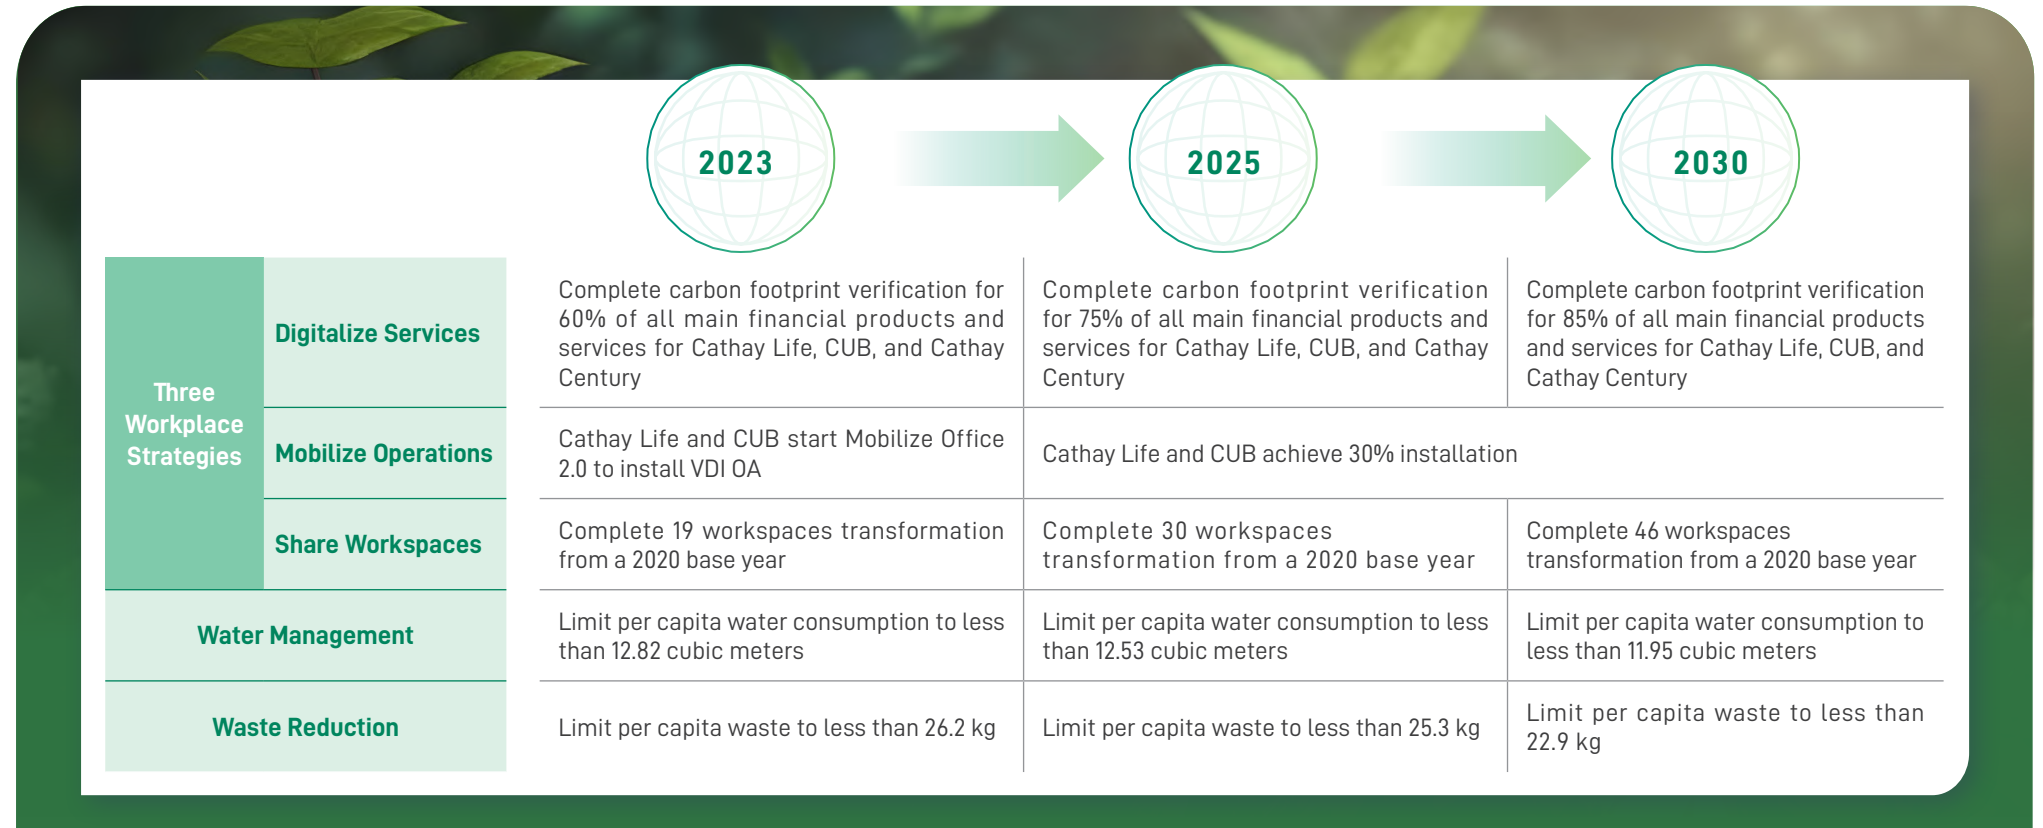 2023
2025
2030
Three
Workplace
Strategies
Digitalize Services
Complete carbon footprint verification for
60% of all main financial products and
services for Cathay Life, CUB, and Cathay
Century
Complete carbon footprint verification
for 75% of all main financial products and
services for Cathay Life, CUB, and Cathay
Century
Complete carbon footprint verification
for 85% of all main financial products
and services for Cathay Life, CUB, and
Cathay Century
Mobilize Operations
Cathay Life and CUB start Mobilize Office
2.0 to install VDI OA
Cathay Life and CUB achieve 30% installation
Share Workspaces
Complete 19 workspaces transformation
from a 2020 base year
Complete 30 workspaces
transformation from a 2020 base year
Complete 46 workspaces
transformation from a 2020 base year
Water Management
Limit per capita water consumption to less
than 12.82 cubic meters
Limit per capita water consumption to less
than 12.53 cubic meters
Limit per capita water consumption to
less than 11.95 cubic meters
Waste Reduction
Limit per capita waste to less than 26.2 kg
Limit per capita waste to less than 25.3 kg
Limit per capita waste to less than
22.9 kg